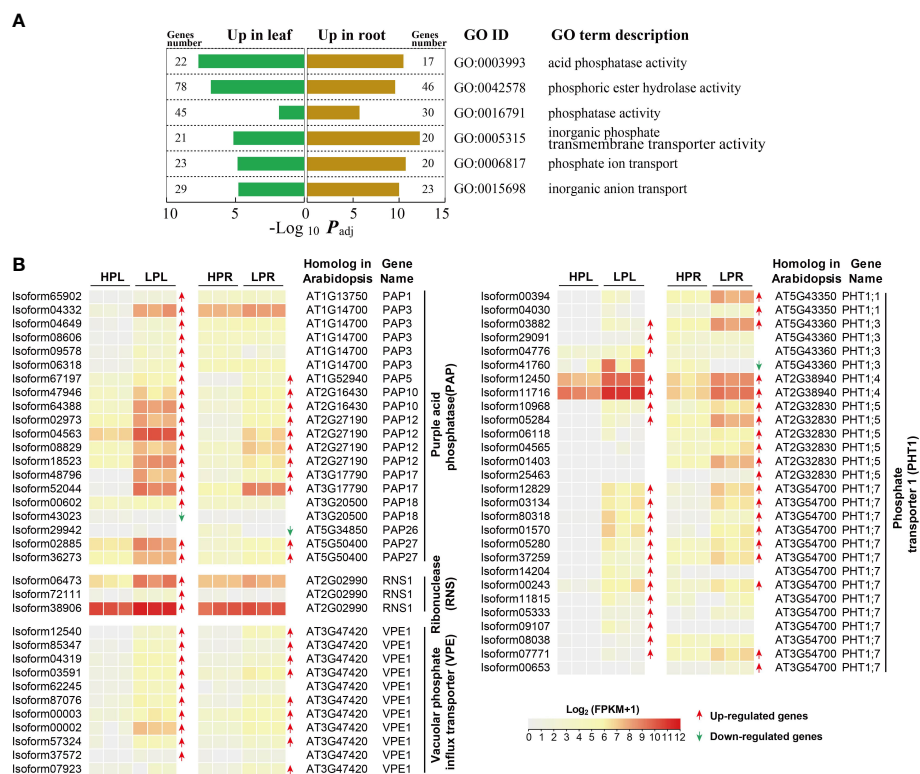 A
Genes number Up in leaf Up in root Genes number GO ID GO term description
22 17 GO:0003993 acid phosphatase activity
78 46 GO:0042578 phosphoric ester hydrolase activity
45 30 GO:0016791 phosphatase activity
21 20 GO:0005315 inorganic phosphate transmembrane transporter activity
23 20 GO:0006817 phosphate ion transport
29 23 GO:0015698 inorganic anion transport
10 5 0 5 10 15
-Log 10 Padj
B
HPL LPL HPR LPR Homolog in Arabidopsis Gene Name
Isoform65902 AT1G13750 PAP1
Isoform04332 AT1G14700 PAP3
Isoform04649 AT1G14700 PAP3
Isoform08606 AT1G14700 PAP3
Isoform09578 AT1G14700 PAP3
Isoform06318 AT1G14700 PAP3
Isoform67197 AT1G52940 PAP5
Isoform47946 AT2G16430 PAP10
Isoform64388 AT2G16430 PAP10
Isoform02973 AT2G27190 PAP12
Isoform04563 AT2G27190 PAP12
Isoform08829 AT2G27190 PAP12
Isoform18523 AT2G27190 PAP12
Isoform48796 AT3G17790 PAP17
Isoform52044 AT3G17790 PAP17
Isoform00602 AT3G20500 PAP18
Isoform43023 AT3G20500 PAP18
Isoform29942 AT5G34850 PAP26
Isoform02885 AT5G50400 PAP27
Isoform36273 AT5G50400 PAP27
Purple acid phosphatase(PAP)
Isoform06473 AT2G02990 RNS1
Isoform72111 AT2G02990 RNS1
Isoform38906 AT2G02990 RNS1
Ribonuclease (RNS)
Isoform12540 AT3G47420 VPE1
Isoform85347 AT3G47420 VPE1
Isoform04319 AT3G47420 VPE1
Isoform03591 AT3G47420 VPE1
Isoform62245 AT3G47420 VPE1
Isoform87076 AT3G47420 VPE1
Isoform00003 AT3G47420 VPE1
Isoform00002 AT3G47420 VPE1
Isoform57324 AT3G47420 VPE1
Isoform37572 AT3G47420 VPE1
Isoform07923 AT3G47420 VPE1
Vacuolar phosphate influx transporter (VPE)
HPL LPL HPR LPR Homolog in Arabidopsis Gene Name
Isoform00394 AT5G43350 PHT1;1
Isoform04030 AT5G43350 PHT1;1
Isoform03882 AT5G43360 PHT1;3
Isoform29091 AT5G43360 PHT1;3
Isoform04776 AT5G43360 PHT1;3
Isoform41760 AT5G43360 PHT1;3
Isoform12450 AT2G38940 PHT1;4
Isoform11716 AT2G38940 PHT1;4
Isoform10968 AT2G32830 PHT1;5
Isoform05284 AT2G32830 PHT1;5
Isoform06118 AT2G32830 PHT1;5
Isoform04565 AT2G32830 PHT1;5
Isoform01403 AT2G32830 PHT1;5
Isoform25463 AT2G32830 PHT1;5
Isoform12829 AT3G54700 PHT1;7
Isoform03134 AT3G54700 PHT1;7
Isoform80318 AT3G54700 PHT1;7
Isoform01570 AT3G54700 PHT1;7
Isoform05280 AT3G54700 PHT1;7
Isoform37259 AT3G54700 PHT1;7
Isoform14204 AT3G54700 PHT1;7
Isoform00243 AT3G54700 PHT1;7
Isoform11815 AT3G54700 PHT1;7
Isoform05333 AT3G54700 PHT1;7
Isoform09107 AT3G54700 PHT1;7
Isoform08038 AT3G54700 PHT1;7
Isoform07771 AT3G54700 PHT1;7
Isoform00653 AT3G54700 PHT1;7
Phosphate transporter 1 (PHT1)
Log2 (FPKM+1)
0 1 2 3 4 5 6 7 8 9 10 11 12
Up-regulated genes
Down-regulated genes